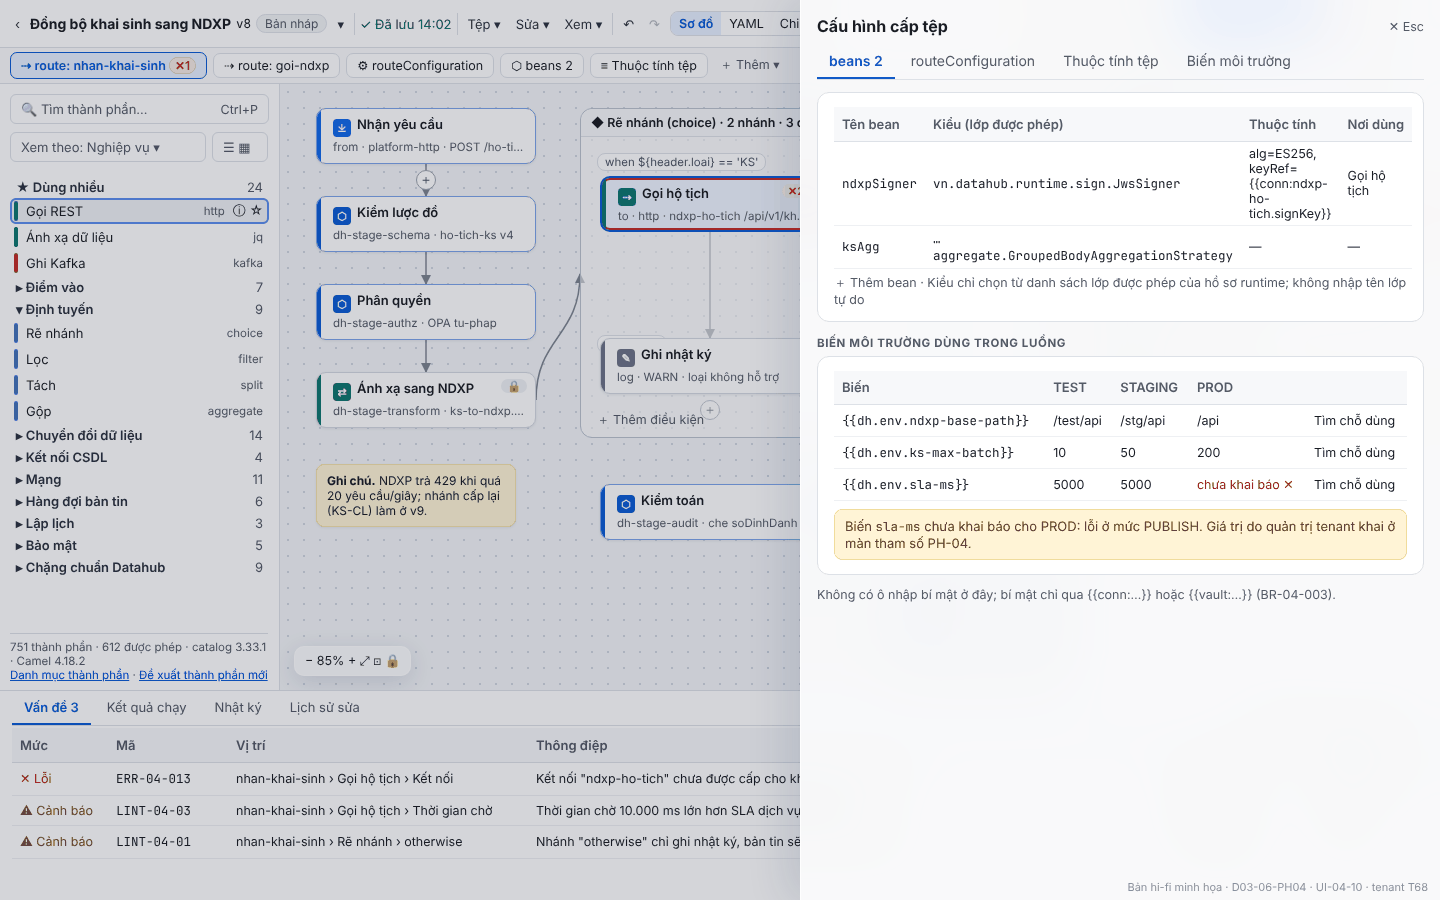 ‹ Đồng bộ khai sinh sang NDXP v8 Bản nháp ▾ ✓ Đã lưu 14:02 Tệp ▾ Sửa ▾ Xem ▾ ↶ ↷ Sơ đồ YAML
⇢ route: nhan-khai-sinh ✕1 ⇢ route: goi-ndxp ⚙ routeConfiguration ⬡ beans 2 ≡ Thuộc tính tệp + Thêm ▾
🔍 Tìm thành phần... Ctrl+P
Xem theo: Nghiệp vụ ▾ ☰ ▦
★ Dùng nhiều 24
Gọi REST http ⓘ ☆
Ánh xạ dữ liệu jq
Ghi Kafka kafka
▸ Điểm vào 7
▾ Định tuyến 9
Rẽ nhánh choice
Lọc filter
Tách split
Gộp aggregate
▸ Chuyển đổi dữ liệu 14
▸ Kết nối CSDL 4
▸ Mạng 11
▸ Hàng đợi bản tin 6
▸ Lập lịch 3
▸ Bảo mật 5
▸ Chặng chuẩn Datahub 9
751 thành phần · 612 được phép · catalog 3.33.1
· Camel 4.18.2
Danh mục thành phần · Đề xuất thành phần mới
Nhận yêu cầu
from · platform-http · POST /ho-ti...
+
Kiểm lược đồ
dh-stage-schema · ho-tich-ks v4
Phân quyền
dh-stage-authz · OPA tu-phap
Ánh xạ sang NDXP 🔒
dh-stage-transform · ks-to-ndxp....
Ghi chú. NDXP trả 429 khi quá
20 yêu cầu/giây; nhánh cấp lại
(KS-CL) làm ở v9.
◆ Rẽ nhánh (choice) · 2 nhánh · 3
when ${header.loai} == 'KS'
Gọi hộ tịch
to · http · ndxp-ho-tich /api/v1/kh.
Ghi nhật ký
log · WARN · loại không hỗ trợ
+ Thêm điều kiện
+
Kiểm toán
dh-stage-audit · che soDinhDanh
− 85% + ⤢ ⊡ 🔒
Vấn đề 3 Kết quả chạy Nhật ký Lịch sử sửa
Mức Mã Vị trí Thông điệp
✕ Lỗi ERR-04-013 nhan-khai-sinh › Gọi hộ tịch › Kết nối Kết nối "ndxp-ho-tich" chưa được cấp cho
⚠ Cảnh báo LINT-04-03 nhan-khai-sinh › Gọi hộ tịch › Thời gian chờ Thời gian chờ 10.000 ms lớn hơn SLA dịch vụ
⚠ Cảnh báo LINT-04-01 nhan-khai-sinh › Rẽ nhánh › otherwise Nhánh "otherwise" chỉ ghi nhật ký, bản tin
Cấu hình cấp tệp ✕ Esc
beans 2 routeConfiguration Thuộc tính tệp Biến môi trường
Tên bean Kiểu (lớp được phép) Thuộc tính Nơi dùng
ndxpSigner vn.datahub.runtime.sign.JwsSigner
alg=ES256,
keyRef=
{{conn:ndxp-
ho-
tich.signKey}}
Gọi hộ
tịch
ksAgg
…
aggregate.GroupedBodyAggregationStrategy — —
+ Thêm bean · Kiểu chỉ chọn từ danh sách lớp được phép của hồ sơ runtime; không nhập tên lớp
tự do
BIẾN MÔI TRƯỜNG DÙNG TRONG LUỒNG
Biến TEST STAGING PROD
{{dh.env.ndxp-base-path}} /test/api /stg/api /api Tìm chỗ dùng
{{dh.env.ks-max-batch}} 10 50 200 Tìm chỗ dùng
{{dh.env.sla-ms}} 5000 5000 chưa khai báo ✕ Tìm chỗ dùng
Biến sla-ms chưa khai báo cho PROD: lỗi ở mức PUBLISH. Giá trị do quản trị tenant khai ở
màn tham số PH-04.
Không có ô nhập bí mật ở đây; bí mật chỉ qua {{conn:...}} hoặc {{vault:...}} (BR-04-003).
Bản hi-fi minh họa · D03-06-PH04 · UI-04-10 · tenant T68